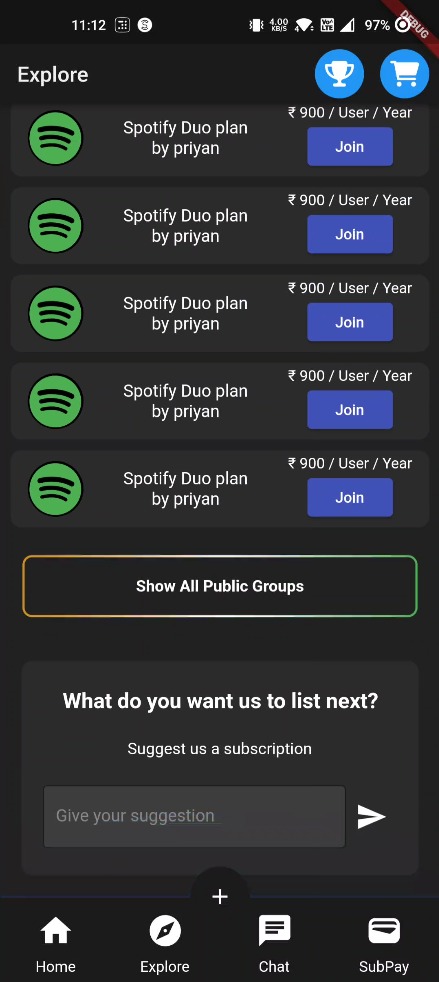 11:12
4.00
KB/S
4
Vo)
LTE
97%
DEBUG
Explore
₹ 900 / User / Year
Spotify Duo plan
by priyan
Join
₹ 900 / User / Year
Spotify Duo plan
by priyan
Join
₹ 900 / User / Year
Spotify Duo plan
by priyan
Join
₹ 900 / User / Year
Spotify Duo plan
by priyan
Join
₹ 900 / User / Year
Spotify Duo plan
by priyan
Join
Show All Public Groups
What do you want us to list next?
Suggest us a subscription
Give your suggestion
+
Home
Explore
Chat
SubPay